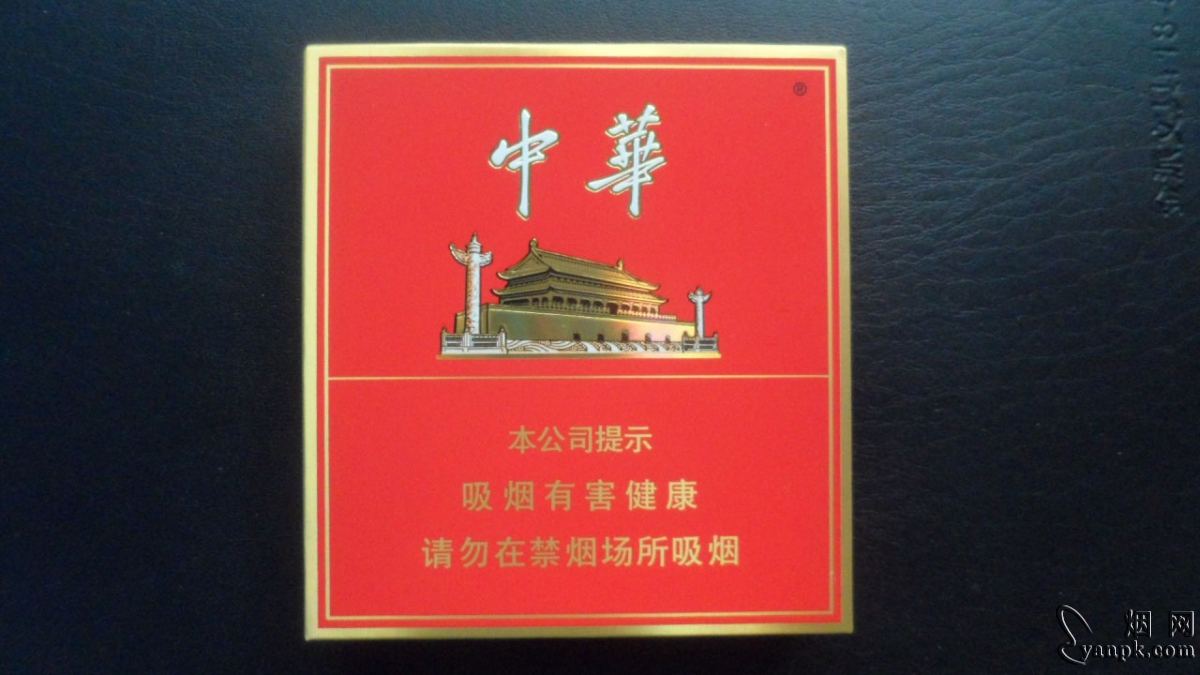 中華
®
本公司提示
吸烟有害健康
请勿在禁烟场所吸烟
烟网
yanpk.com